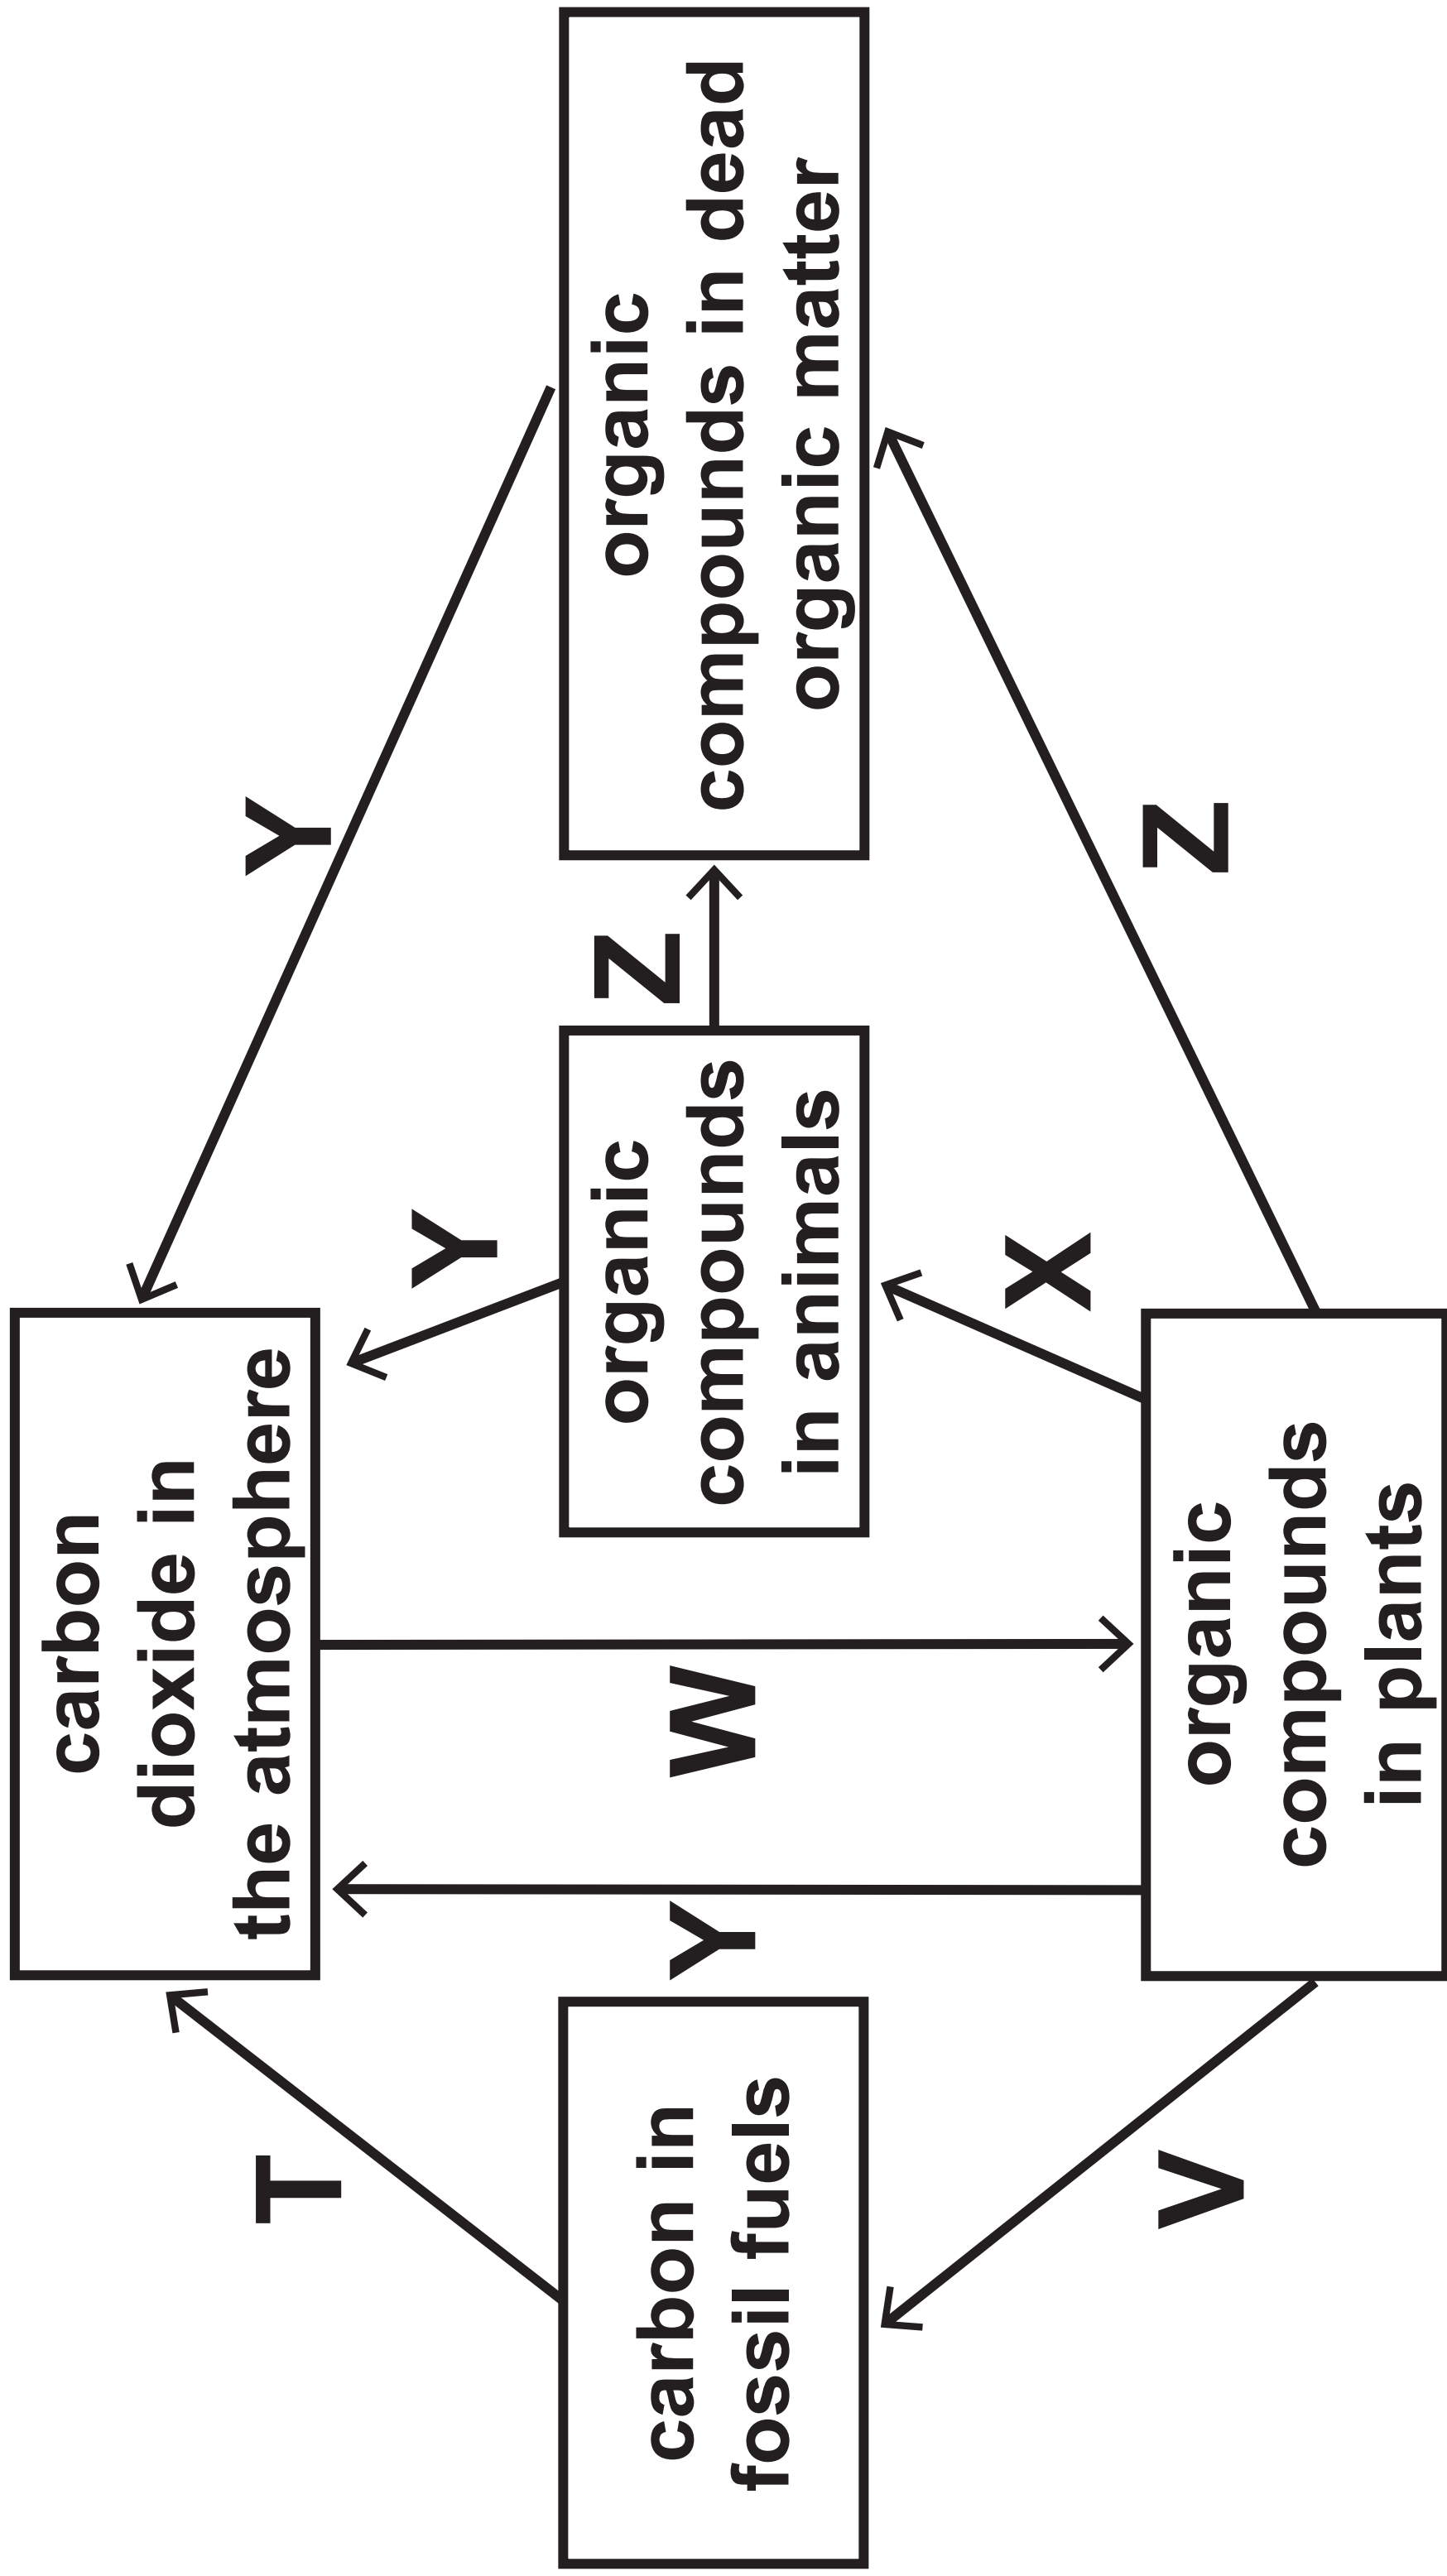 carbon
dioxide in
the atmosphere
T
Y
Y
carbon in
fossil fuels
Y
W
organic
compounds
in animals
Z
organic
compounds in dead
organic matter
V
X
Z
organic
compounds
in plants